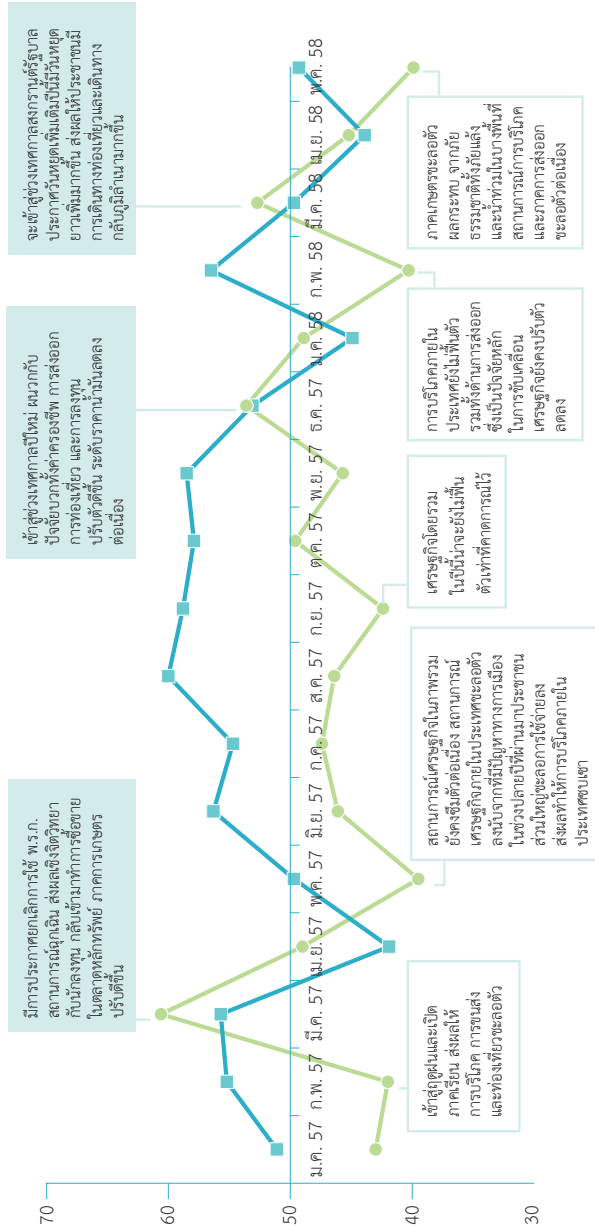 มีการประกาศยกเลิกการใช้ พ.ร.ก.
สถานการณ์ฉุกเฉิน ส่งผลเชิงจิตวิทยา
กับนักลงทุน กลับเข้ามาทำการซื้อขาย
ในตลาดหลักทรัพย์ ภาคการเกษตร
ปรับดีขึ้น
เข้าสู่ช่วงเทศกาลปีใหม่ ผนวกกับ
ปัจจัยบวกทั้งค่าครองชีพ การส่งออก
การท่องเที่ยว และการลงทุน
ปรับตัวดีขึ้น ระดับราคาน้ำมันลดลง
ต่อเนื่อง
จะเข้าสู่ช่วงเทศกาลสงกรานต์รัฐบาล
ประกาศวันหยุดเพิ่มเติมปีนี้มีวันหยุด
ยาวเพิ่มมากขึ้น ส่งผลให้ประชาชนมี
การเดินทางท่องเที่ยวและเดินทาง
กลับภูมิลำเนามากขึ้น
70
60
50
40
30
ม.ค. 57
ก.พ. 57
มี.ค. 57
เม.ย. 57
พ.ค. 57
มิ.ย. 57
ก.ค. 57
ส.ค. 57
ก.ย. 57
ต.ค. 57
พ.ย. 57
ธ.ค. 57
ม.ค. 58
ก.พ. 58
มี.ค. 58
เม.ย. 58
พ.ค. 58
เข้าสู่ฤดูฝนและเปิด
ภาคเรียน ส่งผลให้
การบริโภค การขนส่ง
และท่องเที่ยวชะลอตัว
สถานการณ์เศรษฐกิจในภาพรวม
ยังคงซึมตัวต่อเนื่อง สถานการณ์
เศรษฐกิจภายในประเทศชะลอตัว
ลงนับจากที่มีปัญหาทางการเมือง
ในช่วงปลายปีที่ผ่านมาประชาชน
ส่วนใหญ่ชะลอการใช้จ่ายลง
ส่งผลทำให้การบริโภคภายใน
ประเทศซบเซา
เศรษฐกิจโดยรวม
ในปีนี้น่าจะยังไม่ฟื้น
ตัวเท่าที่คาดการณ์ไว้
การบริโภคภายใน
ประเทศยังไม่ฟื้นตัว
รวมทั้งด้านการส่งออก
ซึ่งเป็นปัจจัยหลัก
ในการขับเคลื่อน
เศรษฐกิจยังคงปรับตัว
ลดลง
ภาคเกษตรชะลอตัว
ผลกระทบ จากภัย
ธรรมชาติทั้งภัยแล้ง
และน้ำท่วมในบางพื้นที่
สถานการณ์การบริโภค
และภาคการส่งออก
ชะลอตัวต่อเนื่อง